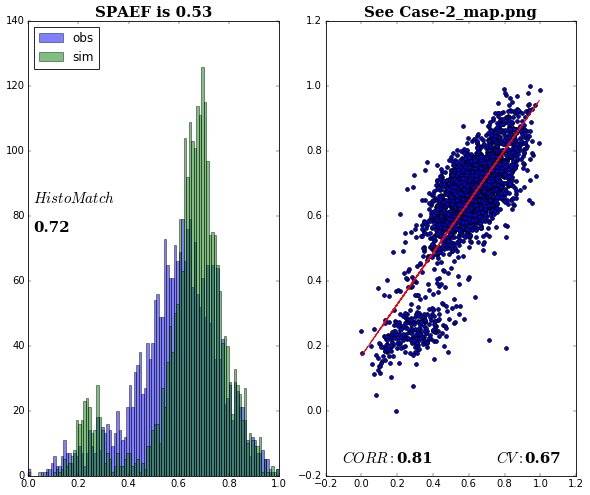 SPAEF is 0.53
140
120
100
80
60
40
20
0
0.0 0.2 0.4 0.6 0.8 1.0
obs
sim
HistoMatch
0.72
See Case-2_map.png
1.2
1.0
0.8
0.6
0.4
0.2
0.0
−0.2
−0.2 0.0 0.2 0.4 0.6 0.8 1.0 1.2
CORR: 0.81
CV: 0.67